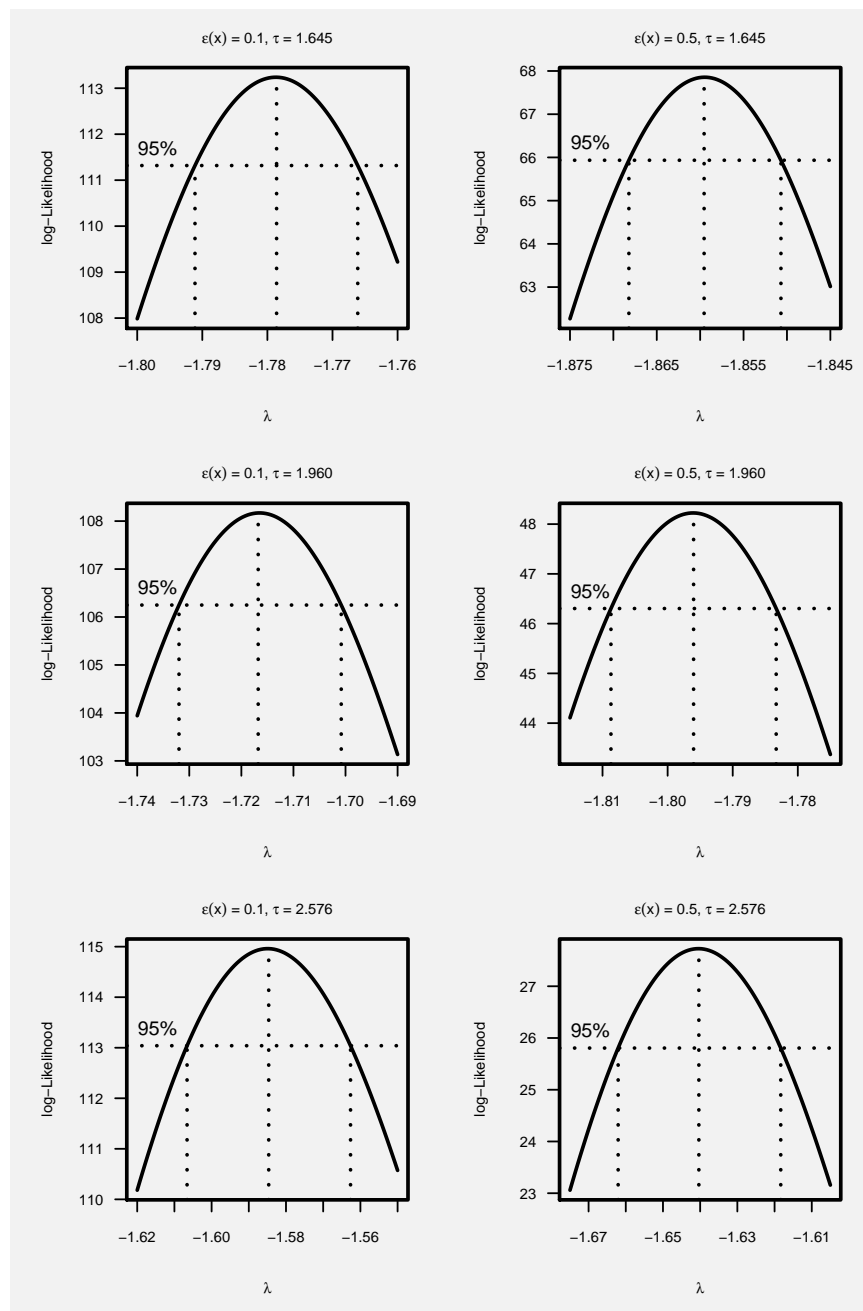 ε(x) = 0.1, τ = 1.645
113
112
111
110
109
108
log−Likelihood
95%
−1.80 −1.79 −1.78 −1.77 −1.76
λ
ε(x) = 0.5, τ = 1.645
68
67
66
65
64
63
log−Likelihood
95%
−1.875 −1.865 −1.855 −1.845
λ
ε(x) = 0.1, τ = 1.960
108
107
106
105
104
103
log−Likelihood
95%
−1.74 −1.73 −1.72 −1.71 −1.70 −1.69
λ
ε(x) = 0.5, τ = 1.960
48
47
46
45
44
log−Likelihood
95%
−1.81 −1.80 −1.79 −1.78
λ
ε(x) = 0.1, τ = 2.576
115
114
113
112
111
110
log−Likelihood
95%
−1.62 −1.60 −1.58 −1.56
λ
ε(x) = 0.5, τ = 2.576
27
26
25
24
23
log−Likelihood
95%
−1.67 −1.65 −1.63 −1.61
λ